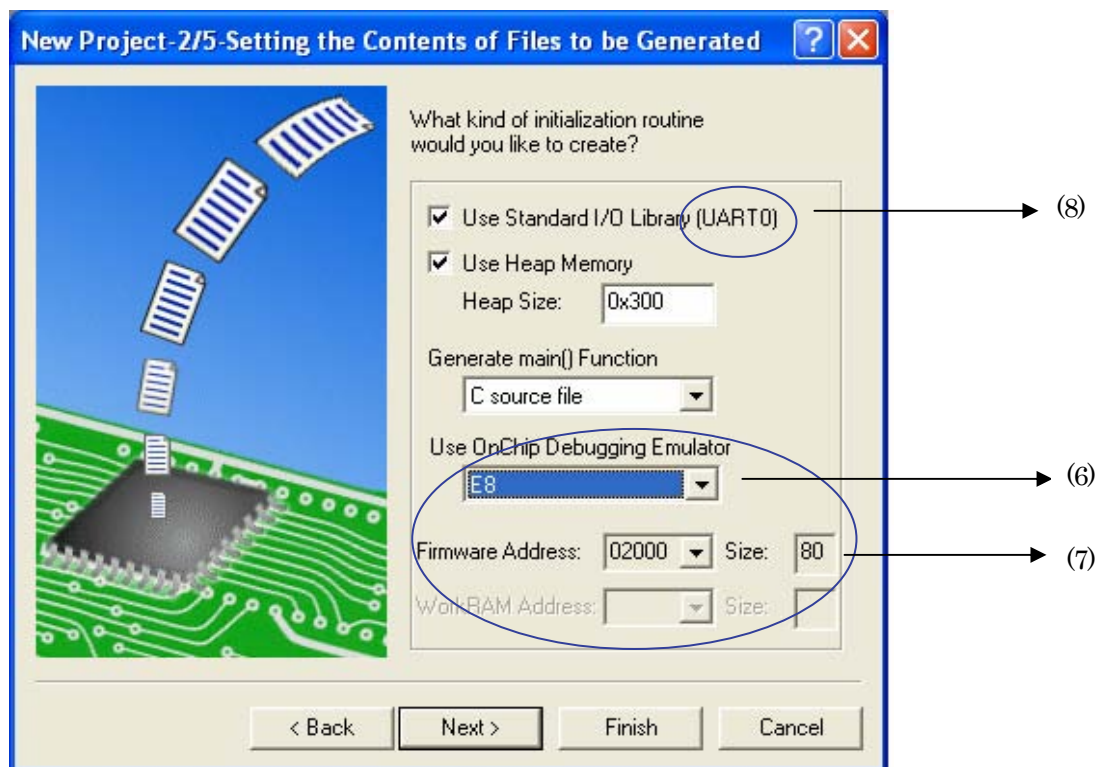 New Project-2/5-Setting the Contents of Files to be Generated
What kind of initialization routine
would you like to create?
Use Standard I/O Library (UART0)
(8)
Use Heap Memory
Heap Size: 0x300
Generate main() Function
C source file
Use OnChip Debugging Emulator
E8
(6)
Firmware Address: 02000 Size: 80
(7)
WorkRAM Address: Size:
< Back Next > Finish Cancel